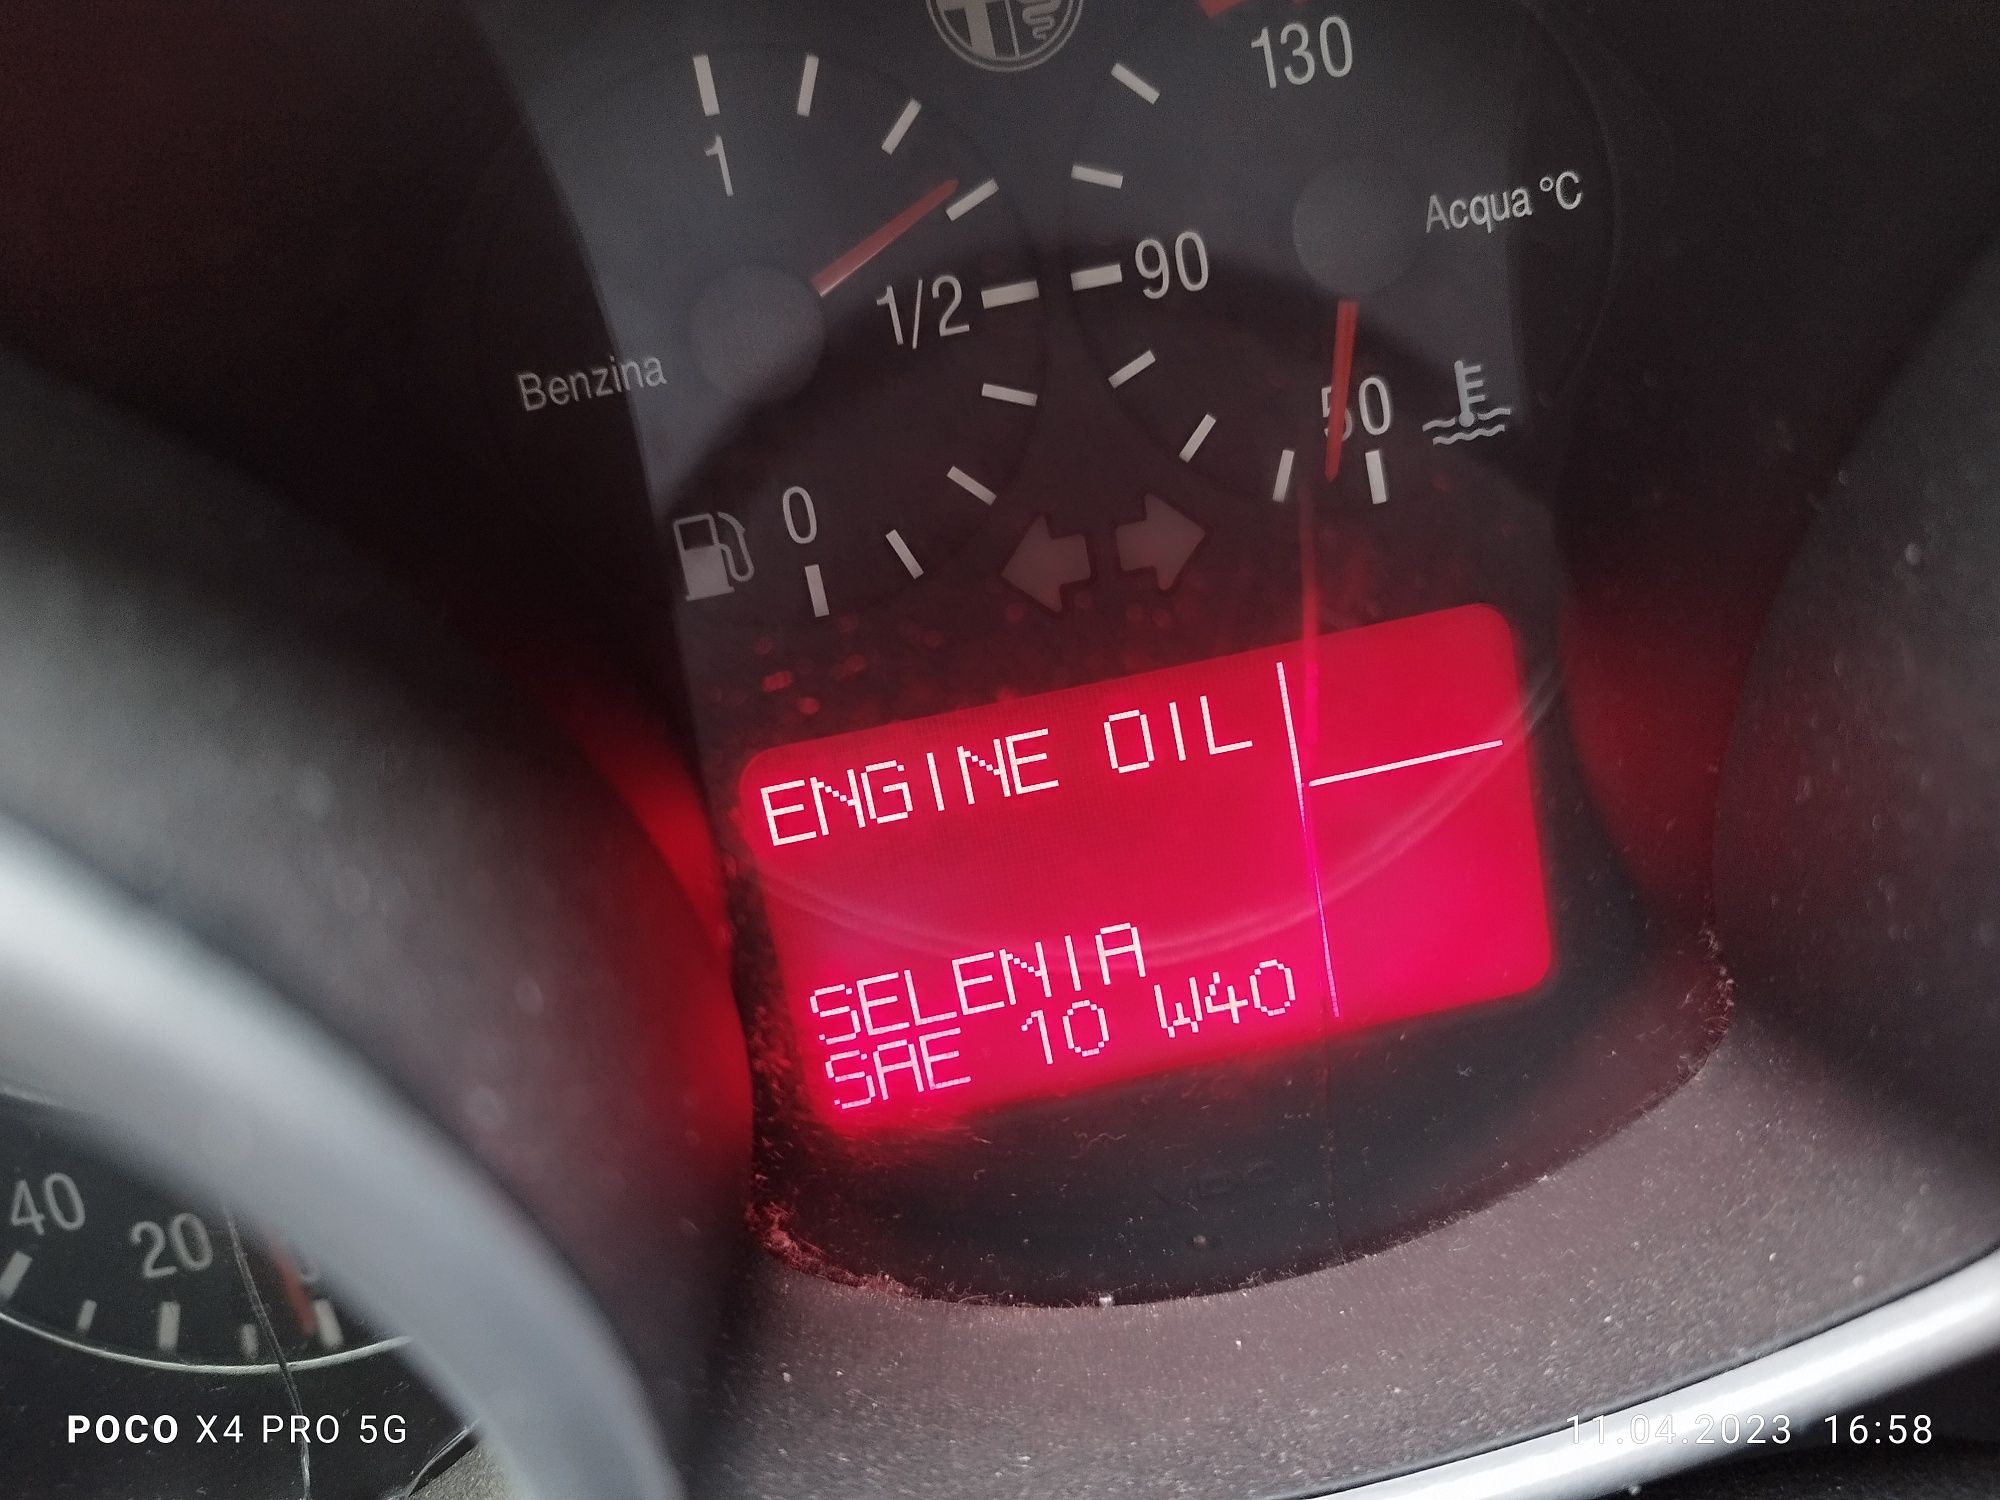 130
1
Acqua °C
90
1/2
Benzina
50
0
ENGINE OIL
SELENIA
SAE 10 W40
40
20
POCO X4 PRO 5G
11.04.2023 16:58